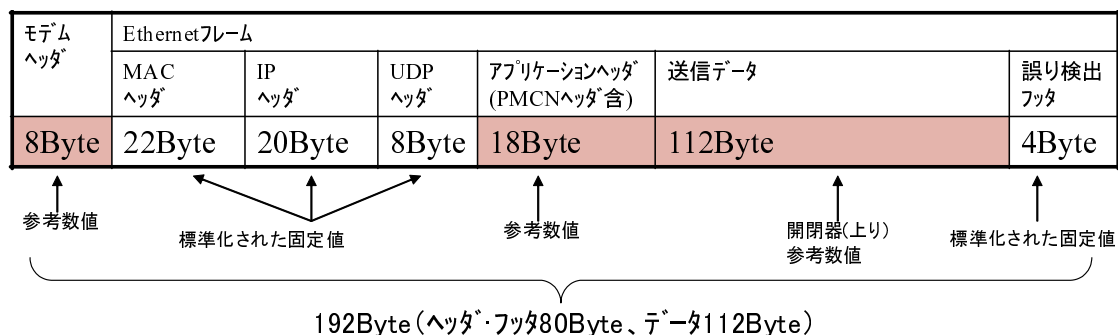 モデム
ヘッダ
Ethernetフレーム
MAC
ヘッダ
IP
ヘッダ
UDP
ヘッダ
アプリケーションヘッダ
(PMCNヘッダ含)
送信データ
誤り検出
フッタ
8Byte
22Byte
20Byte
8Byte
18Byte
112Byte
4Byte
参考数値
標準化された固定値
参考数値
開閉器(上り)
参考数値
標準化された固定値
192Byte(ヘッダ・フッタ80Byte、データ112Byte)